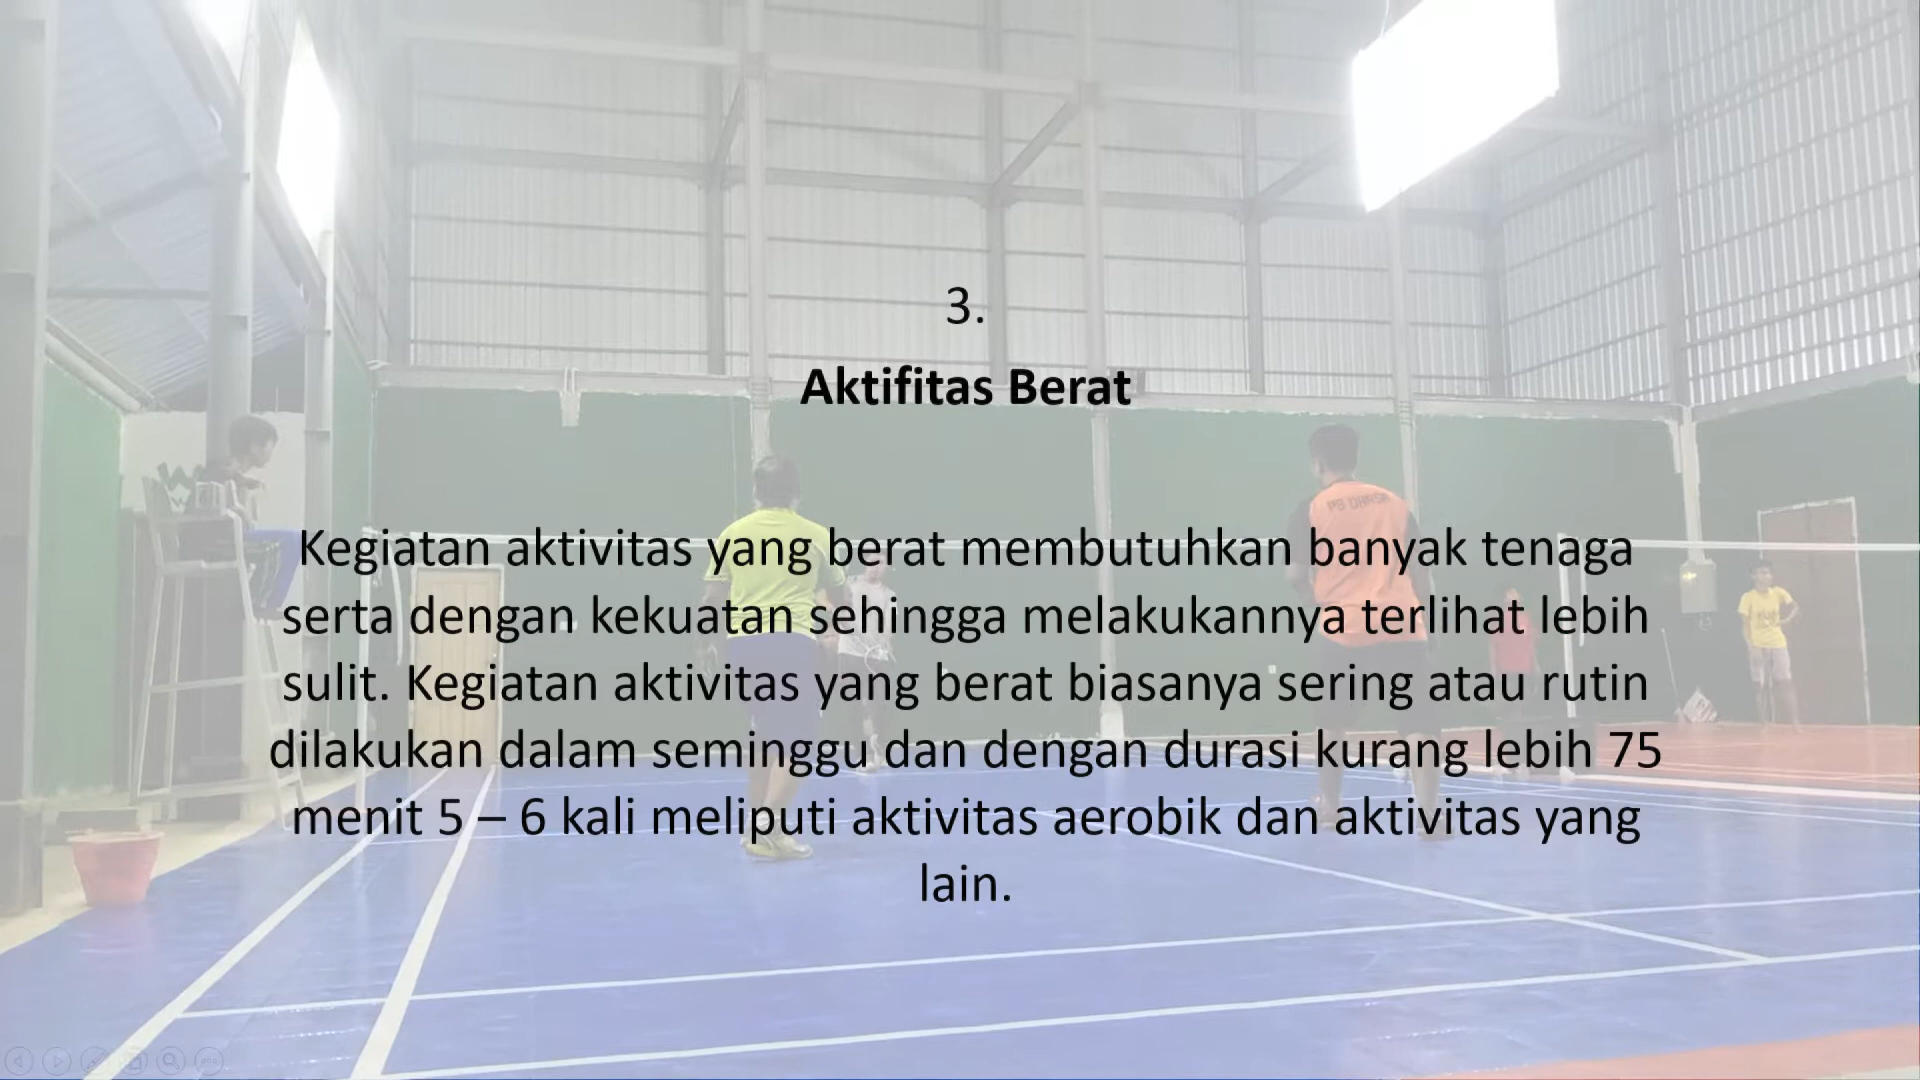 3.
Aktifitas Berat
Kegiatan aktivitas yang berat membutuhkan banyak tenaga
serta dengan kekuatan sehingga melakukannya terlihat lebih
sulit. Kegiatan aktivitas yang berat biasanya sering atau rutin
dilakukan dalam seminggu dan dengan durasi kurang lebih 75
menit 5 – 6 kali meliputi aktivitas aerobik dan aktivitas yang
lain.